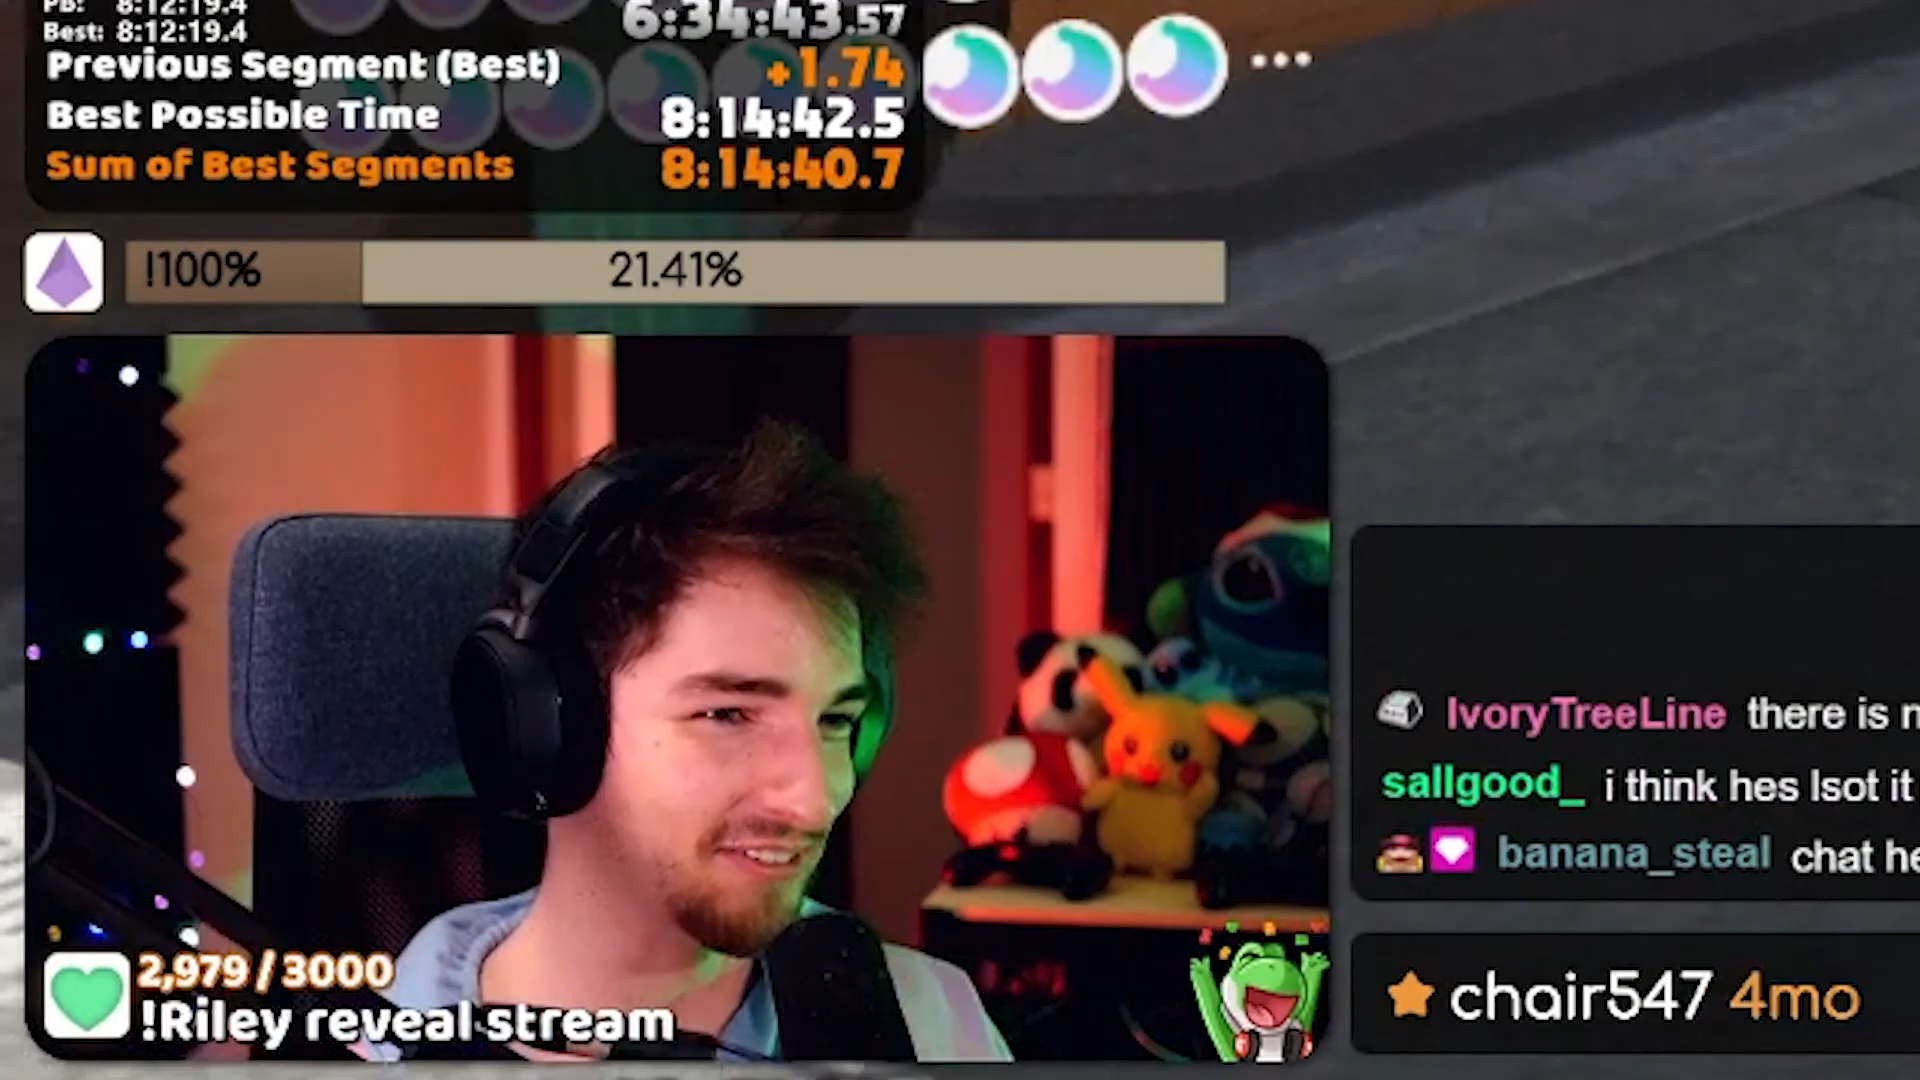 PB: 8:12:19.4
Best: 8:12:19.4
6:34:43.57
Previous Segment (Best) +1.74
Best Possible Time 8:14:42.5
Sum of Best Segments 8:14:40.7
!100% 21.41%
IvoryTreeLine there is
sallgood_ i think hes lsot it
banana_steal chat he
2,979 / 3000
!Riley reveal stream
chair547 4mo